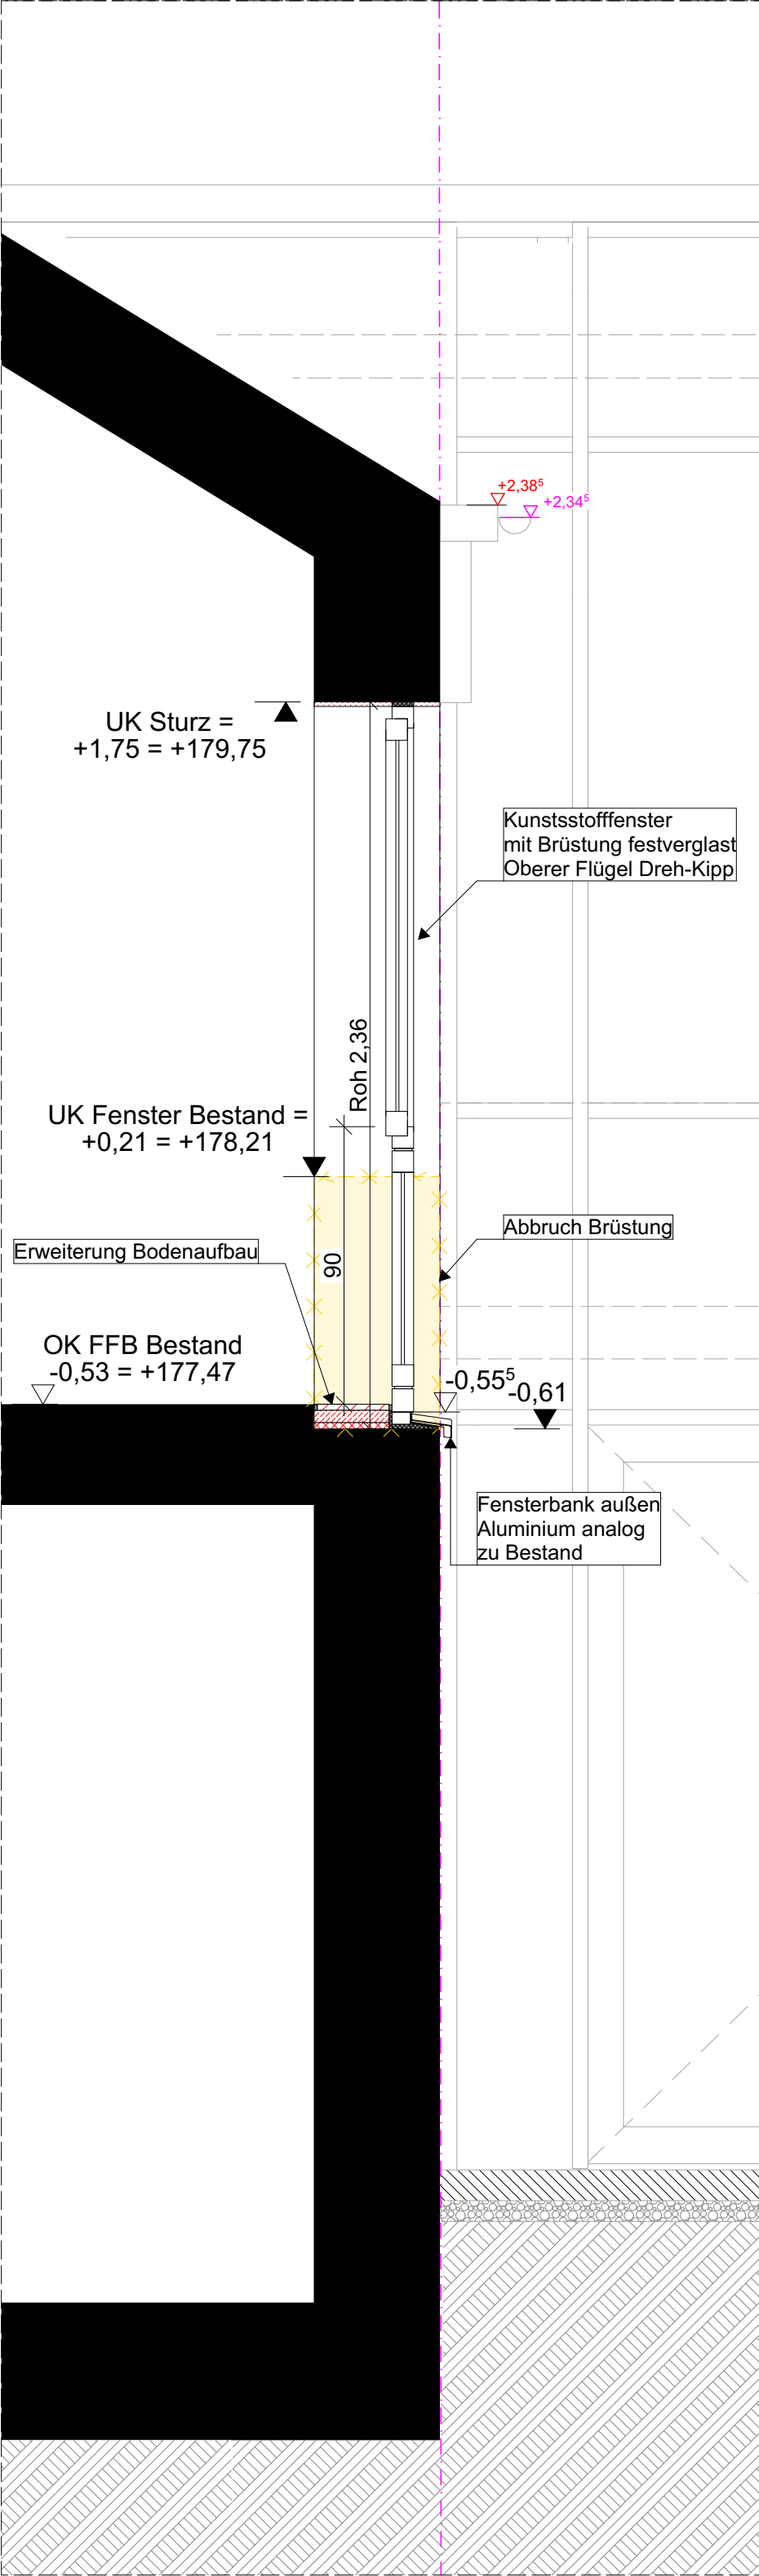 +2,38⁵
+2,34⁵
UK Sturz =
+1,75 = +179,75
Kunstsstofffenster
mit Brüstung festverglast
Oberer Flügel Dreh-Kipp
Roh 2,36
UK Fenster Bestand =
+0,21 = +178,21
Abbruch Brüstung
Erweiterung Bodenaufbau
90
OK FFB Bestand
-0,53 = +177,47
-0,55⁵
-0,61
Fensterbank außen
Aluminium analog
zu Bestand